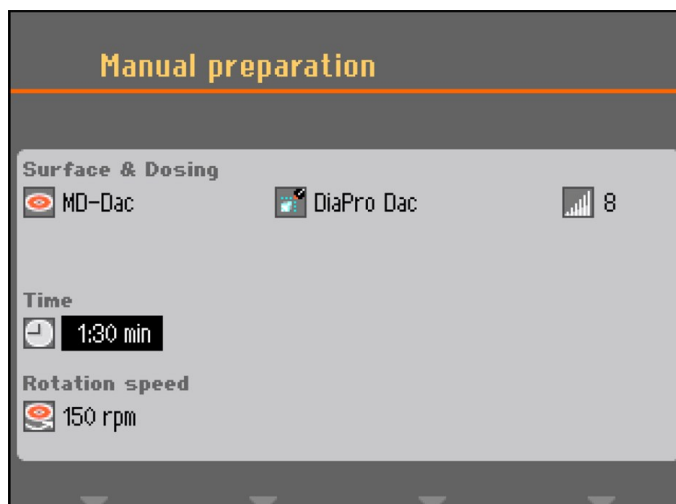 Manual preparation
Surface & Dosing
MD-Dac DiaPro Dac 8
Time
1:30 min
Rotation speed
150 rpm